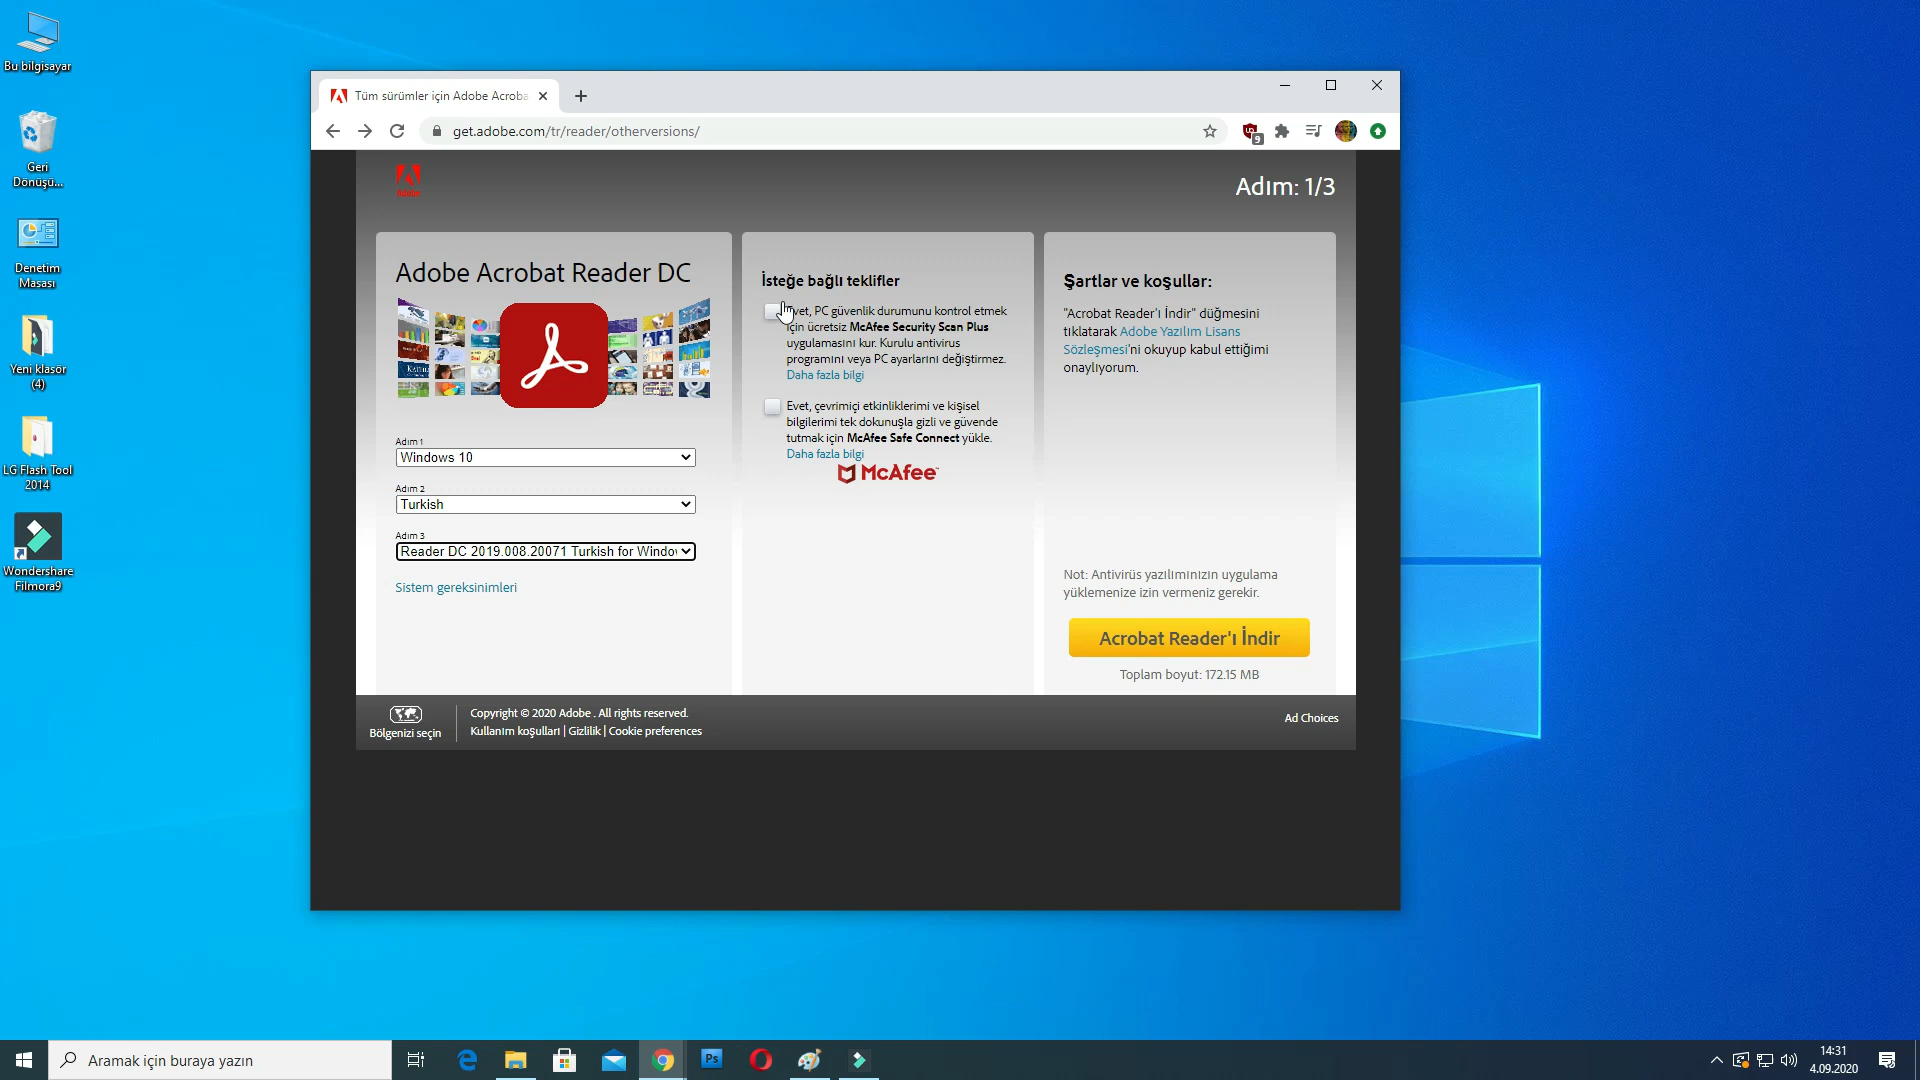 Bu bilgisayar
Geri
Dönüşü...
Denetim
Masası
Yeni klasör
(4)
LG Flash Tool
2014
Wondershare
Filmora9
Tüm sürümler için Adobe Acroba
get.adobe.com/tr/reader/otherversions/
9
Adobe
Adım: 1/3
Adobe Acrobat Reader DC
Adım 1
Windows 10
Adım 2
Turkish
Adım 3
Reader DC 2019.008.20071 Turkish for Windov
Sistem gereksinimleri
İsteğe bağlı teklifler
Evet, PC güvenlik durumunu kontrol etmek
için ücretsiz McAfee Security Scan Plus
uygulamasını kur. Kurulu antivirus
programını veya PC ayarlarını değiştirmez.
Daha fazla bilgi
Evet, çevrimiçi etkinliklerimi ve kişisel
bilgilerimi tek dokunuşla gizli ve güvende
tutmak için McAfee Safe Connect yükle.
Daha fazla bilgi
McAfee™
Şartlar ve koşullar:
"Acrobat Reader'ı İndir" düğmesini
tıklatarak Adobe Yazılım Lisans
Sözleşmesi'ni okuyup kabul ettiğimi
onaylıyorum.
Not: Antivirüs yazılımınızın uygulama
yüklemenize izin vermeniz gerekir.
Acrobat Reader'ı İndir
Toplam boyut: 172.15 MB
Bölgenizi seçin
Copyright © 2020 Adobe . All rights reserved.
Kullanım koşulları | Gizlilik | Cookie preferences
Ad Choices
Aramak için buraya yazın
Ps
14:31
4.09.2020